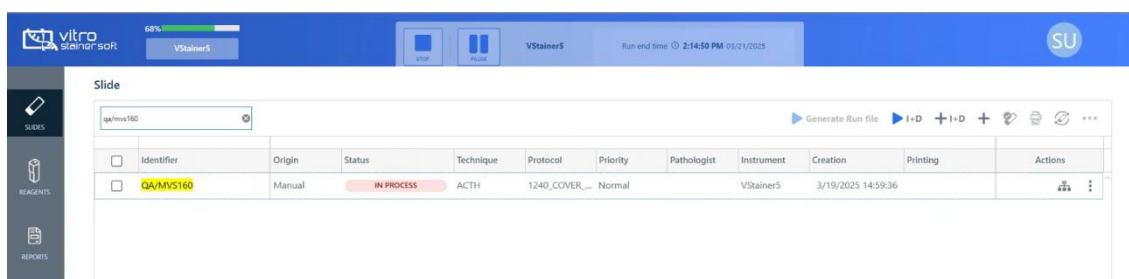 vitro
stainer soft
68%
VStainer5
STOP
PAUSE
VStainer5
Run end time 2:14:50 PM 03/21/2025
SU
SLIDES
REAGENTS
REPORTS
Slide
qa/mvs160
Generate Run file I+D I+D
Identifier Origin Status Technique Protocol Priority Pathologist Instrument Creation Printing Actions
QA/MVS160 Manual IN PROCESS ACTH 1240_COVER_... Normal VStainer5 3/19/2025 14:59:36